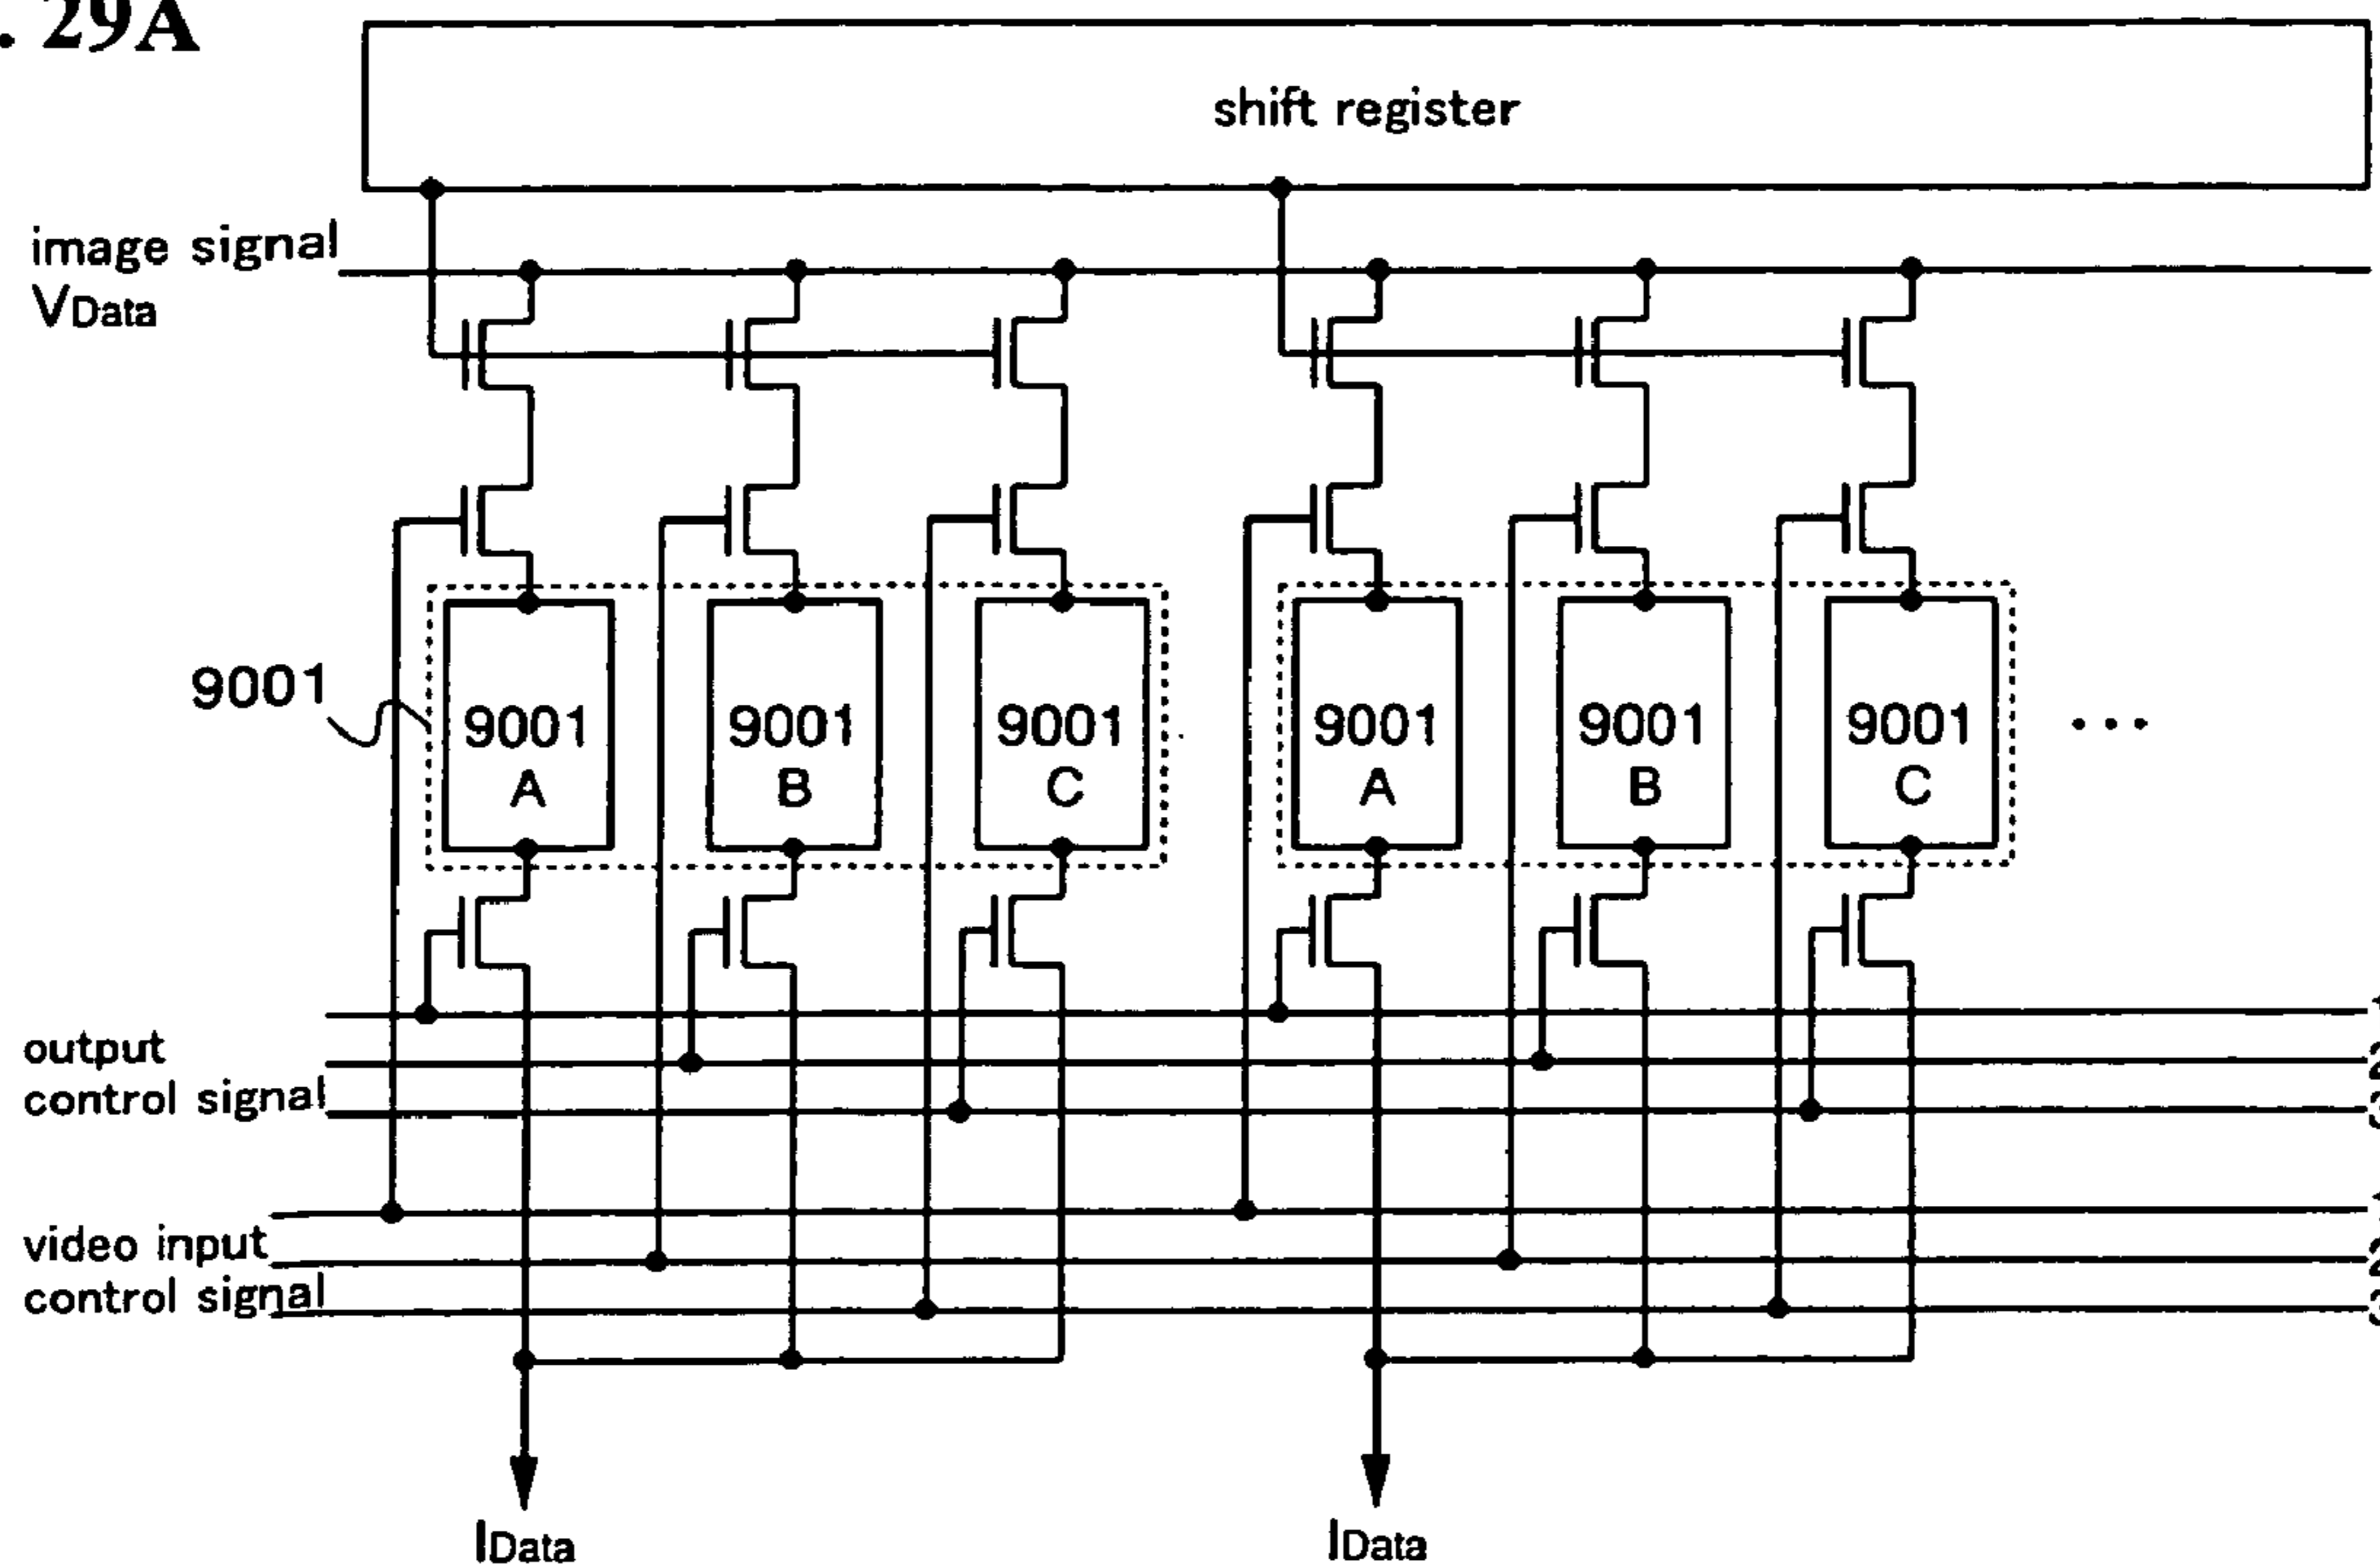 . 29A
shift register
image signal
VData
9001
9001
A
9001
B
9001
C
9001
A
9001
B
9001
C
...
output
control signal
video input
control signal
IData
IData